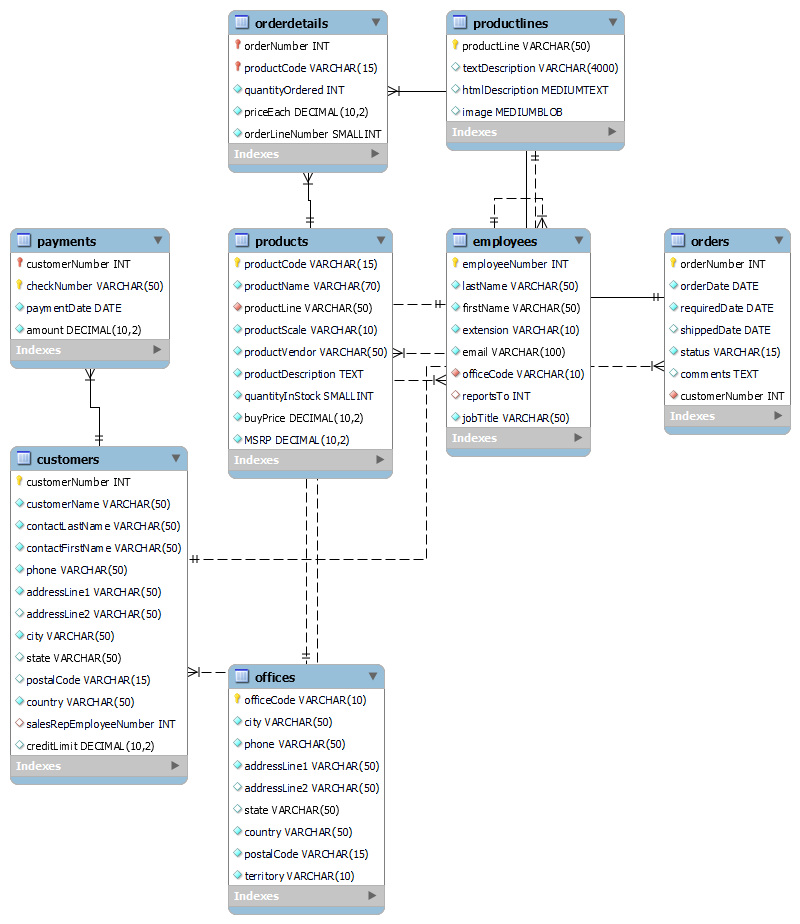 orderdetails
orderNumber INT
productCode VARCHAR(15)
quantityOrdered INT
priceEach DECIMAL(10,2)
orderLineNumber SMALLINT
Indexes
productlines
productLine VARCHAR(50)
textDescription VARCHAR(4000)
htmlDescription MEDIUMTEXT
image MEDIUMBLOB
Indexes
payments
customerNumber INT
checkNumber VARCHAR(50)
paymentDate DATE
amount DECIMAL(10,2)
Indexes
products
productCode VARCHAR(15)
productName VARCHAR(70)
productLine VARCHAR(50)
productScale VARCHAR(10)
productVendor VARCHAR(50)
productDescription TEXT
quantityInStock SMALLINT
buyPrice DECIMAL(10,2)
MSRP DECIMAL(10,2)
Indexes
employees
employeeNumber INT
lastName VARCHAR(50)
firstName VARCHAR(50)
extension VARCHAR(10)
email VARCHAR(100)
officeCode VARCHAR(10)
reportsTo INT
jobTitle VARCHAR(50)
Indexes
orders
orderNumber INT
orderDate DATE
requiredDate DATE
shippedDate DATE
status VARCHAR(15)
comments TEXT
customerNumber INT
Indexes
customers
customerNumber INT
customerName VARCHAR(50)
contactLastName VARCHAR(50)
contactFirstName VARCHAR(50)
phone VARCHAR(50)
addressLine1 VARCHAR(50)
addressLine2 VARCHAR(50)
city VARCHAR(50)
state VARCHAR(50)
postalCode VARCHAR(15)
country VARCHAR(50)
salesRepEmployeeNumber INT
creditLimit DECIMAL(10,2)
Indexes
offices
officeCode VARCHAR(10)
city VARCHAR(50)
phone VARCHAR(50)
addressLine1 VARCHAR(50)
addressLine2 VARCHAR(50)
state VARCHAR(50)
country VARCHAR(50)
postalCode VARCHAR(15)
territory VARCHAR(10)
Indexes